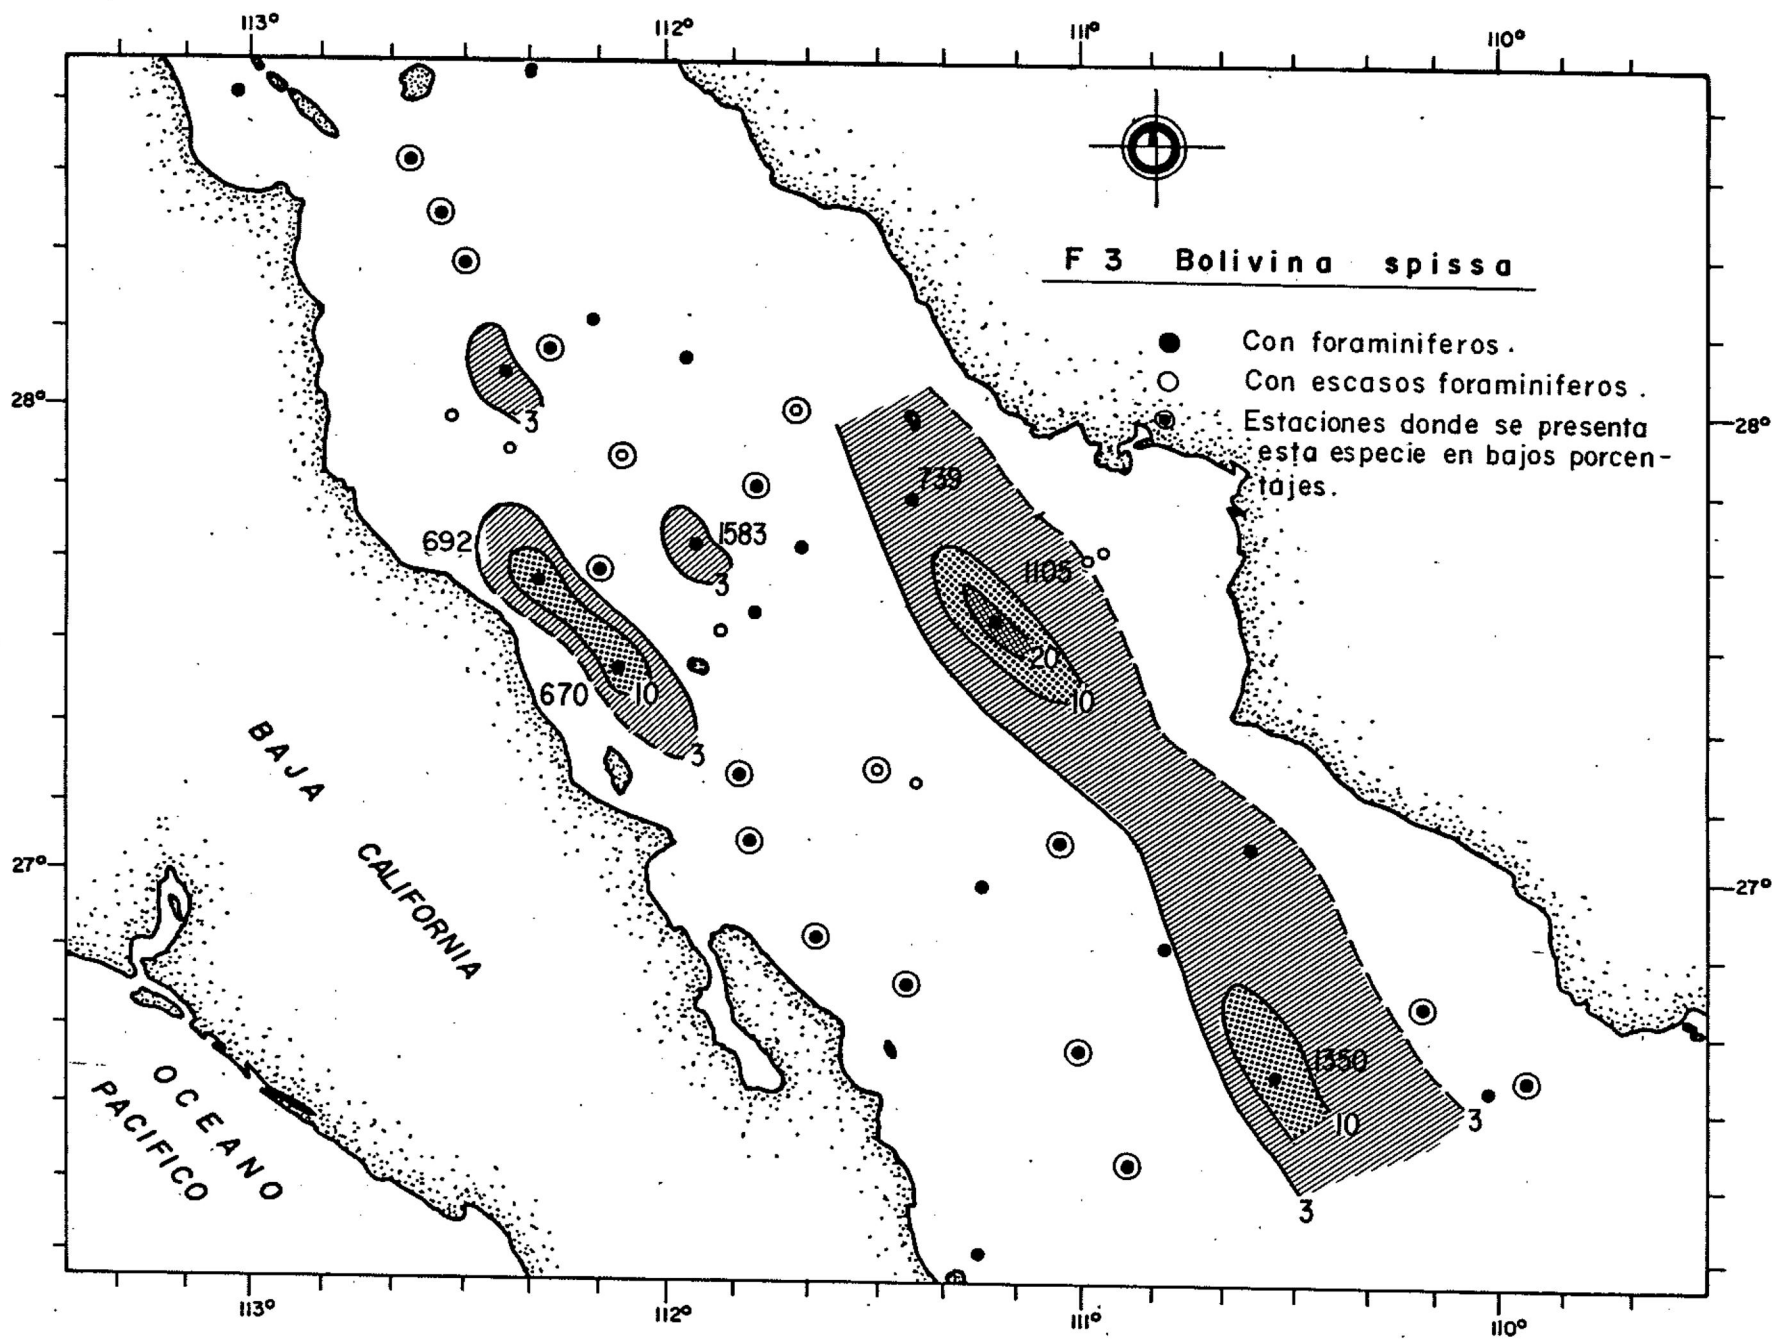 113°
112°
111°
110°
F 3 Bolivina spissa
Con foraminiferos.
Con escasos foraminiferos.
Estaciones donde se presenta
esta especie en bajos porcen-
tajes.
28°
28°
3
739
692
1583
3
1105
20
10
670
10
3
BAJA
CALIFORNIA
27°
27°
OCEANO
PACIFICO
1350
10
3
3
113°
112°
111°
110°